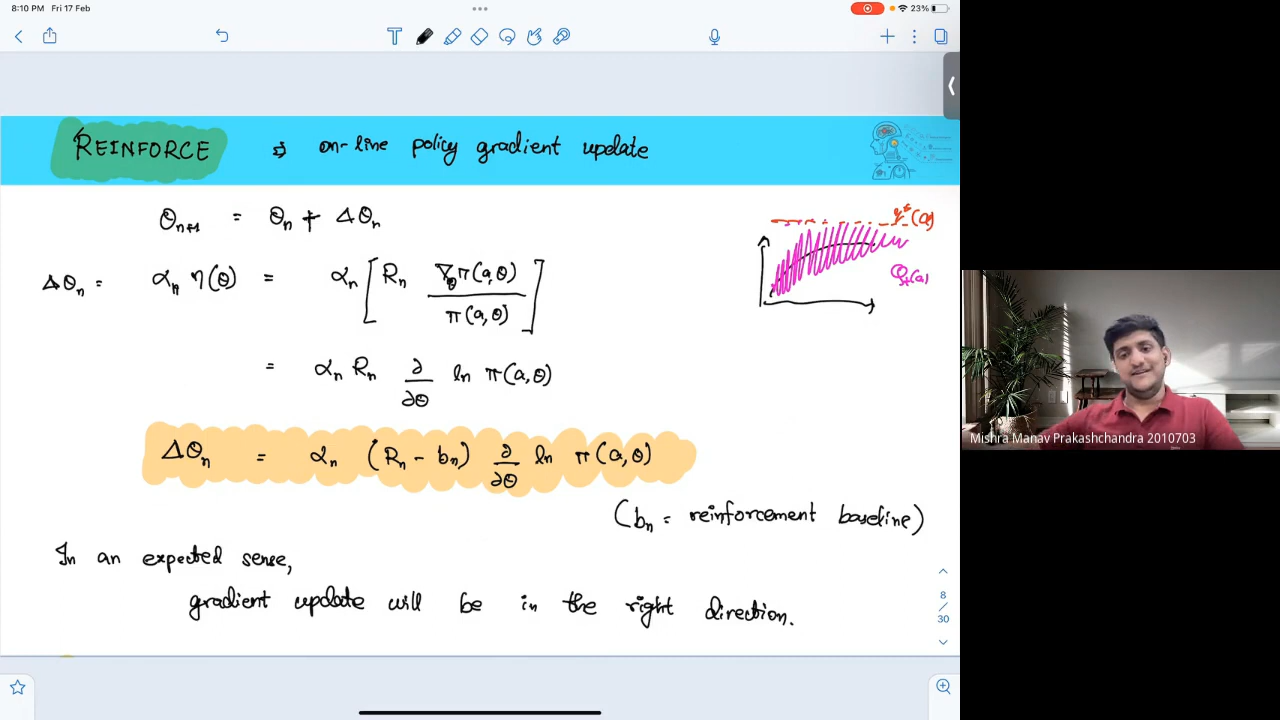 8:10 PM Fri 17 Feb
23%
REINFORCE ⇒ on-line policy gradient update
θₙ₊₁ = θₙ + Δθₙ
Δθₙ = αₙ η(θ) = αₙ [ Rₙ ∇_θ π(a,θ) / π(a,θ) ]
= αₙ Rₙ ∂/∂θ ln π(a,θ)
Δθₙ = αₙ (Rₙ - bₙ) ∂/∂θ ln π(a,θ)
(bₙ = reinforcement baseline)
In an expected sense,
gradient update will be in the right direction.
q*(a)
8
/
30
Mishra Manav Prakashchandra 2010703